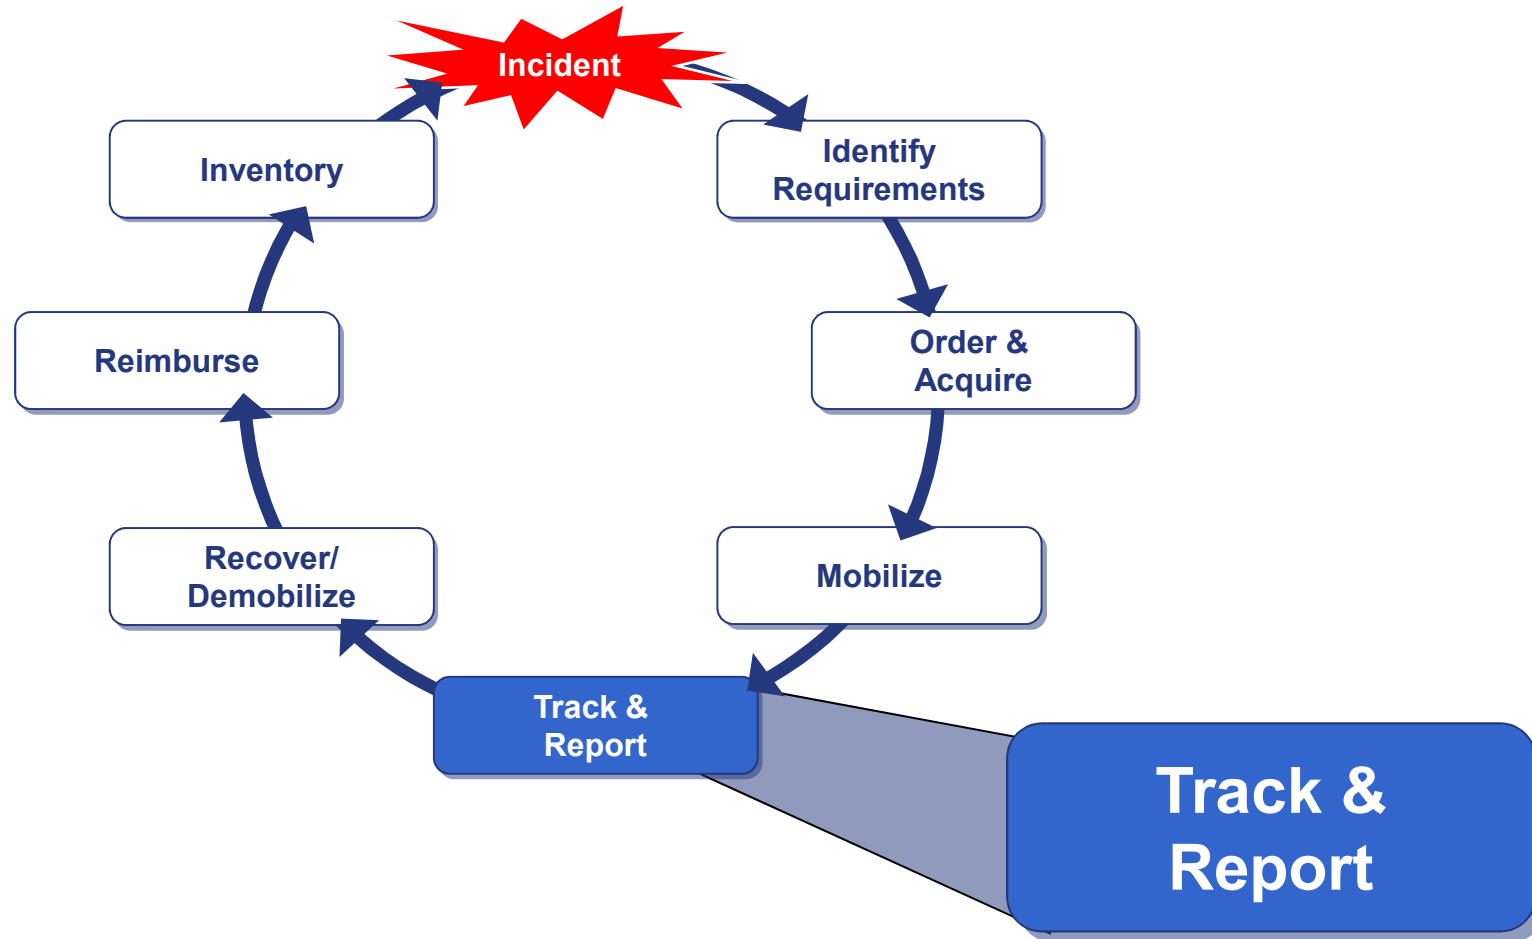 Incident
Identify
Requirements
Order &
Acquire
Mobilize
Track &
Report
Track &
Report
Recover/
Demobilize
Reimburse
Inventory